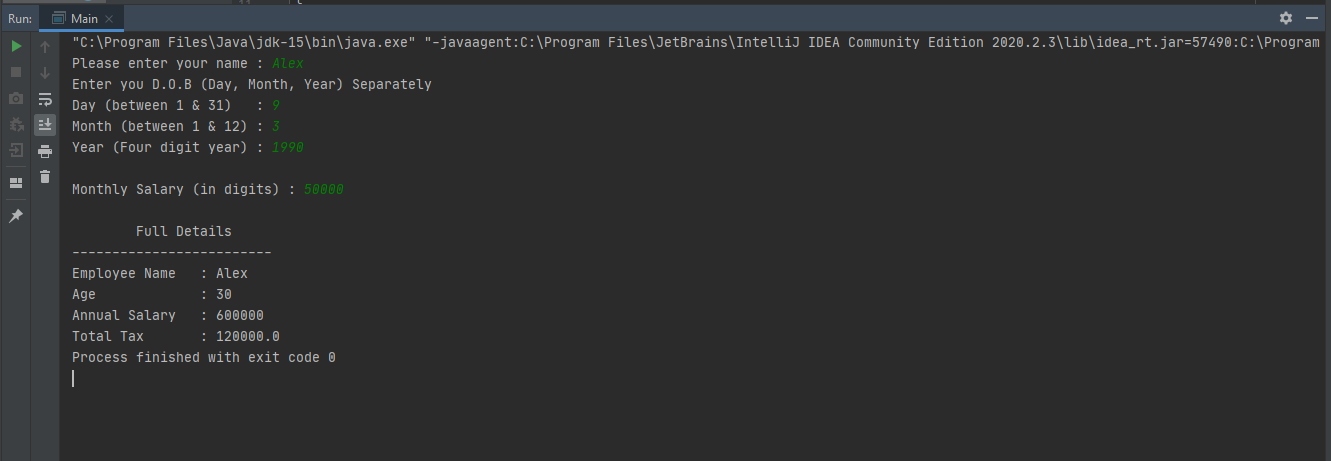 Run: Main
"C:\Program Files\Java\jdk-15\bin\java.exe" "-javaagent:C:\Program Files\JetBrains\IntelliJ IDEA Community Edition 2020.2.3\lib\idea_rt.jar=57490:C:\Program
Please enter your name : Alex
Enter you D.O.B (Day, Month, Year) Separately
Day (between 1 & 31)   : 9
Month (between 1 & 12) : 3
Year (Four digit year) : 1990
Monthly Salary (in digits) : 50000
Full Details
-------------------------
Employee Name   : Alex
Age             : 30
Annual Salary   : 600000
Total Tax       : 120000.0
Process finished with exit code 0